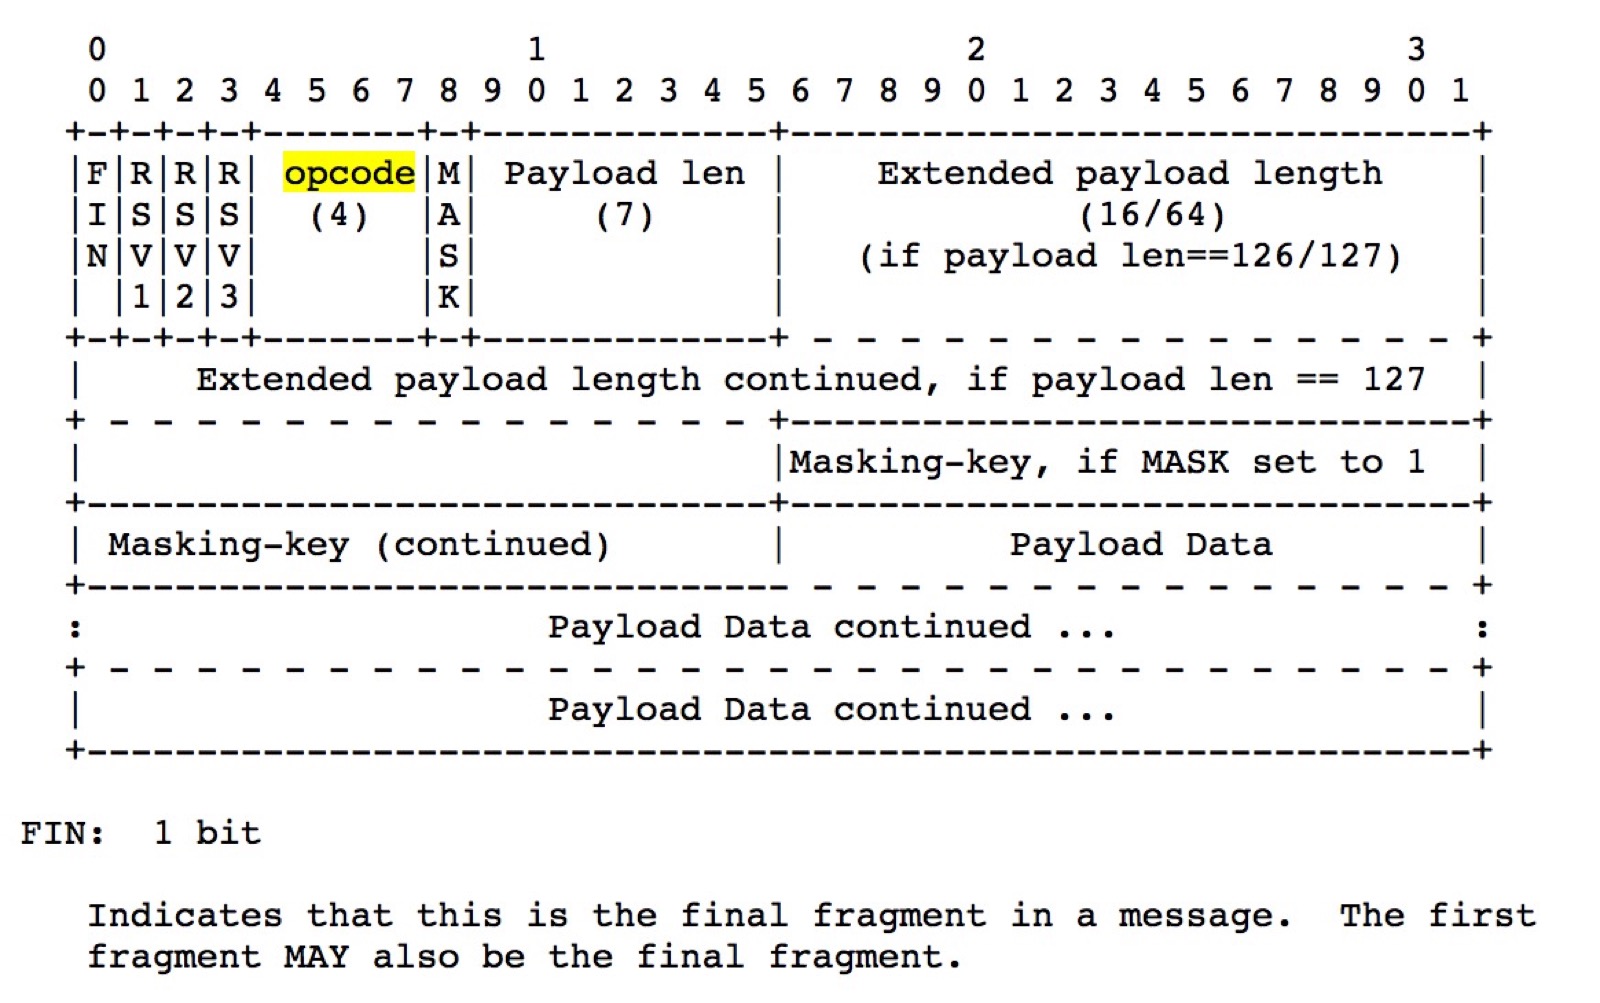 0                   1                   2                   3
 0 1 2 3 4 5 6 7 8 9 0 1 2 3 4 5 6 7 8 9 0 1 2 3 4 5 6 7 8 9 0 1
+-+-+-+-+-------+-+-------------+-------------------------------+
|F|R|R|R| opcode|M| Payload len |    Extended payload length    |
|I|S|S|S|  (4)  |A|     (7)     |             (16/64)           |
|N|V|V|V|       |S|             |   (if payload len==126/127)   |
| |1|2|3|       |K|             |                               |
+-+-+-+-+-------+-+-------------+ - - - - - - - - - - - - - - - +
|     Extended payload length continued, if payload len == 127  |
+ - - - - - - - - - - - - - - - +-------------------------------+
|                               |Masking-key, if MASK set to 1  |
+-------------------------------+-------------------------------+
| Masking-key (continued)       |          Payload Data         |
+-------------------------------- - - - - - - - - - - - - - - - +
:                     Payload Data continued ...                :
+ - - - - - - - - - - - - - - - - - - - - - - - - - - - - - - - +
|                     Payload Data continued ...                |
+---------------------------------------------------------------+
FIN:  1 bit
Indicates that this is the final fragment in a message.  The first
fragment MAY also be the final fragment.